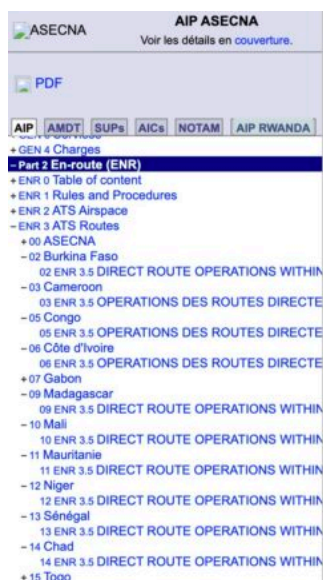 ASECNA
AIP ASECNA
Voir les détails en couverture.
PDF
AIP AMDT SUPs AICs NOTAM AIP RWANDA
+ GEN 4 Charges
– Part 2 En-route (ENR)
+ ENR 0 Table of content
+ ENR 1 Rules and Procedures
+ ENR 2 ATS Airspace
– ENR 3 ATS Routes
+ 00 ASECNA
– 02 Burkina Faso
02 ENR 3.5 DIRECT ROUTE OPERATIONS WITHIN
– 03 Cameroon
03 ENR 3.5 OPERATIONS DES ROUTES DIRECTE
– 05 Congo
05 ENR 3.5 OPERATIONS DES ROUTES DIRECTE
– 06 Côte d'Ivoire
06 ENR 3.5 OPERATIONS DES ROUTES DIRECTE
+ 07 Gabon
– 09 Madagascar
09 ENR 3.5 DIRECT ROUTE OPERATIONS WITHIN
– 10 Mali
10 ENR 3.5 DIRECT ROUTE OPERATIONS WITHIN
– 11 Mauritanie
11 ENR 3.5 DIRECT ROUTE OPERATIONS WITHIN
– 12 Niger
12 ENR 3.5 DIRECT ROUTE OPERATIONS WITHIN
– 13 Sénégal
13 ENR 3.5 DIRECT ROUTE OPERATIONS WITHIN
– 14 Chad
14 ENR 3.5 DIRECT ROUTE OPERATIONS WITHIN
+ 15 Togo